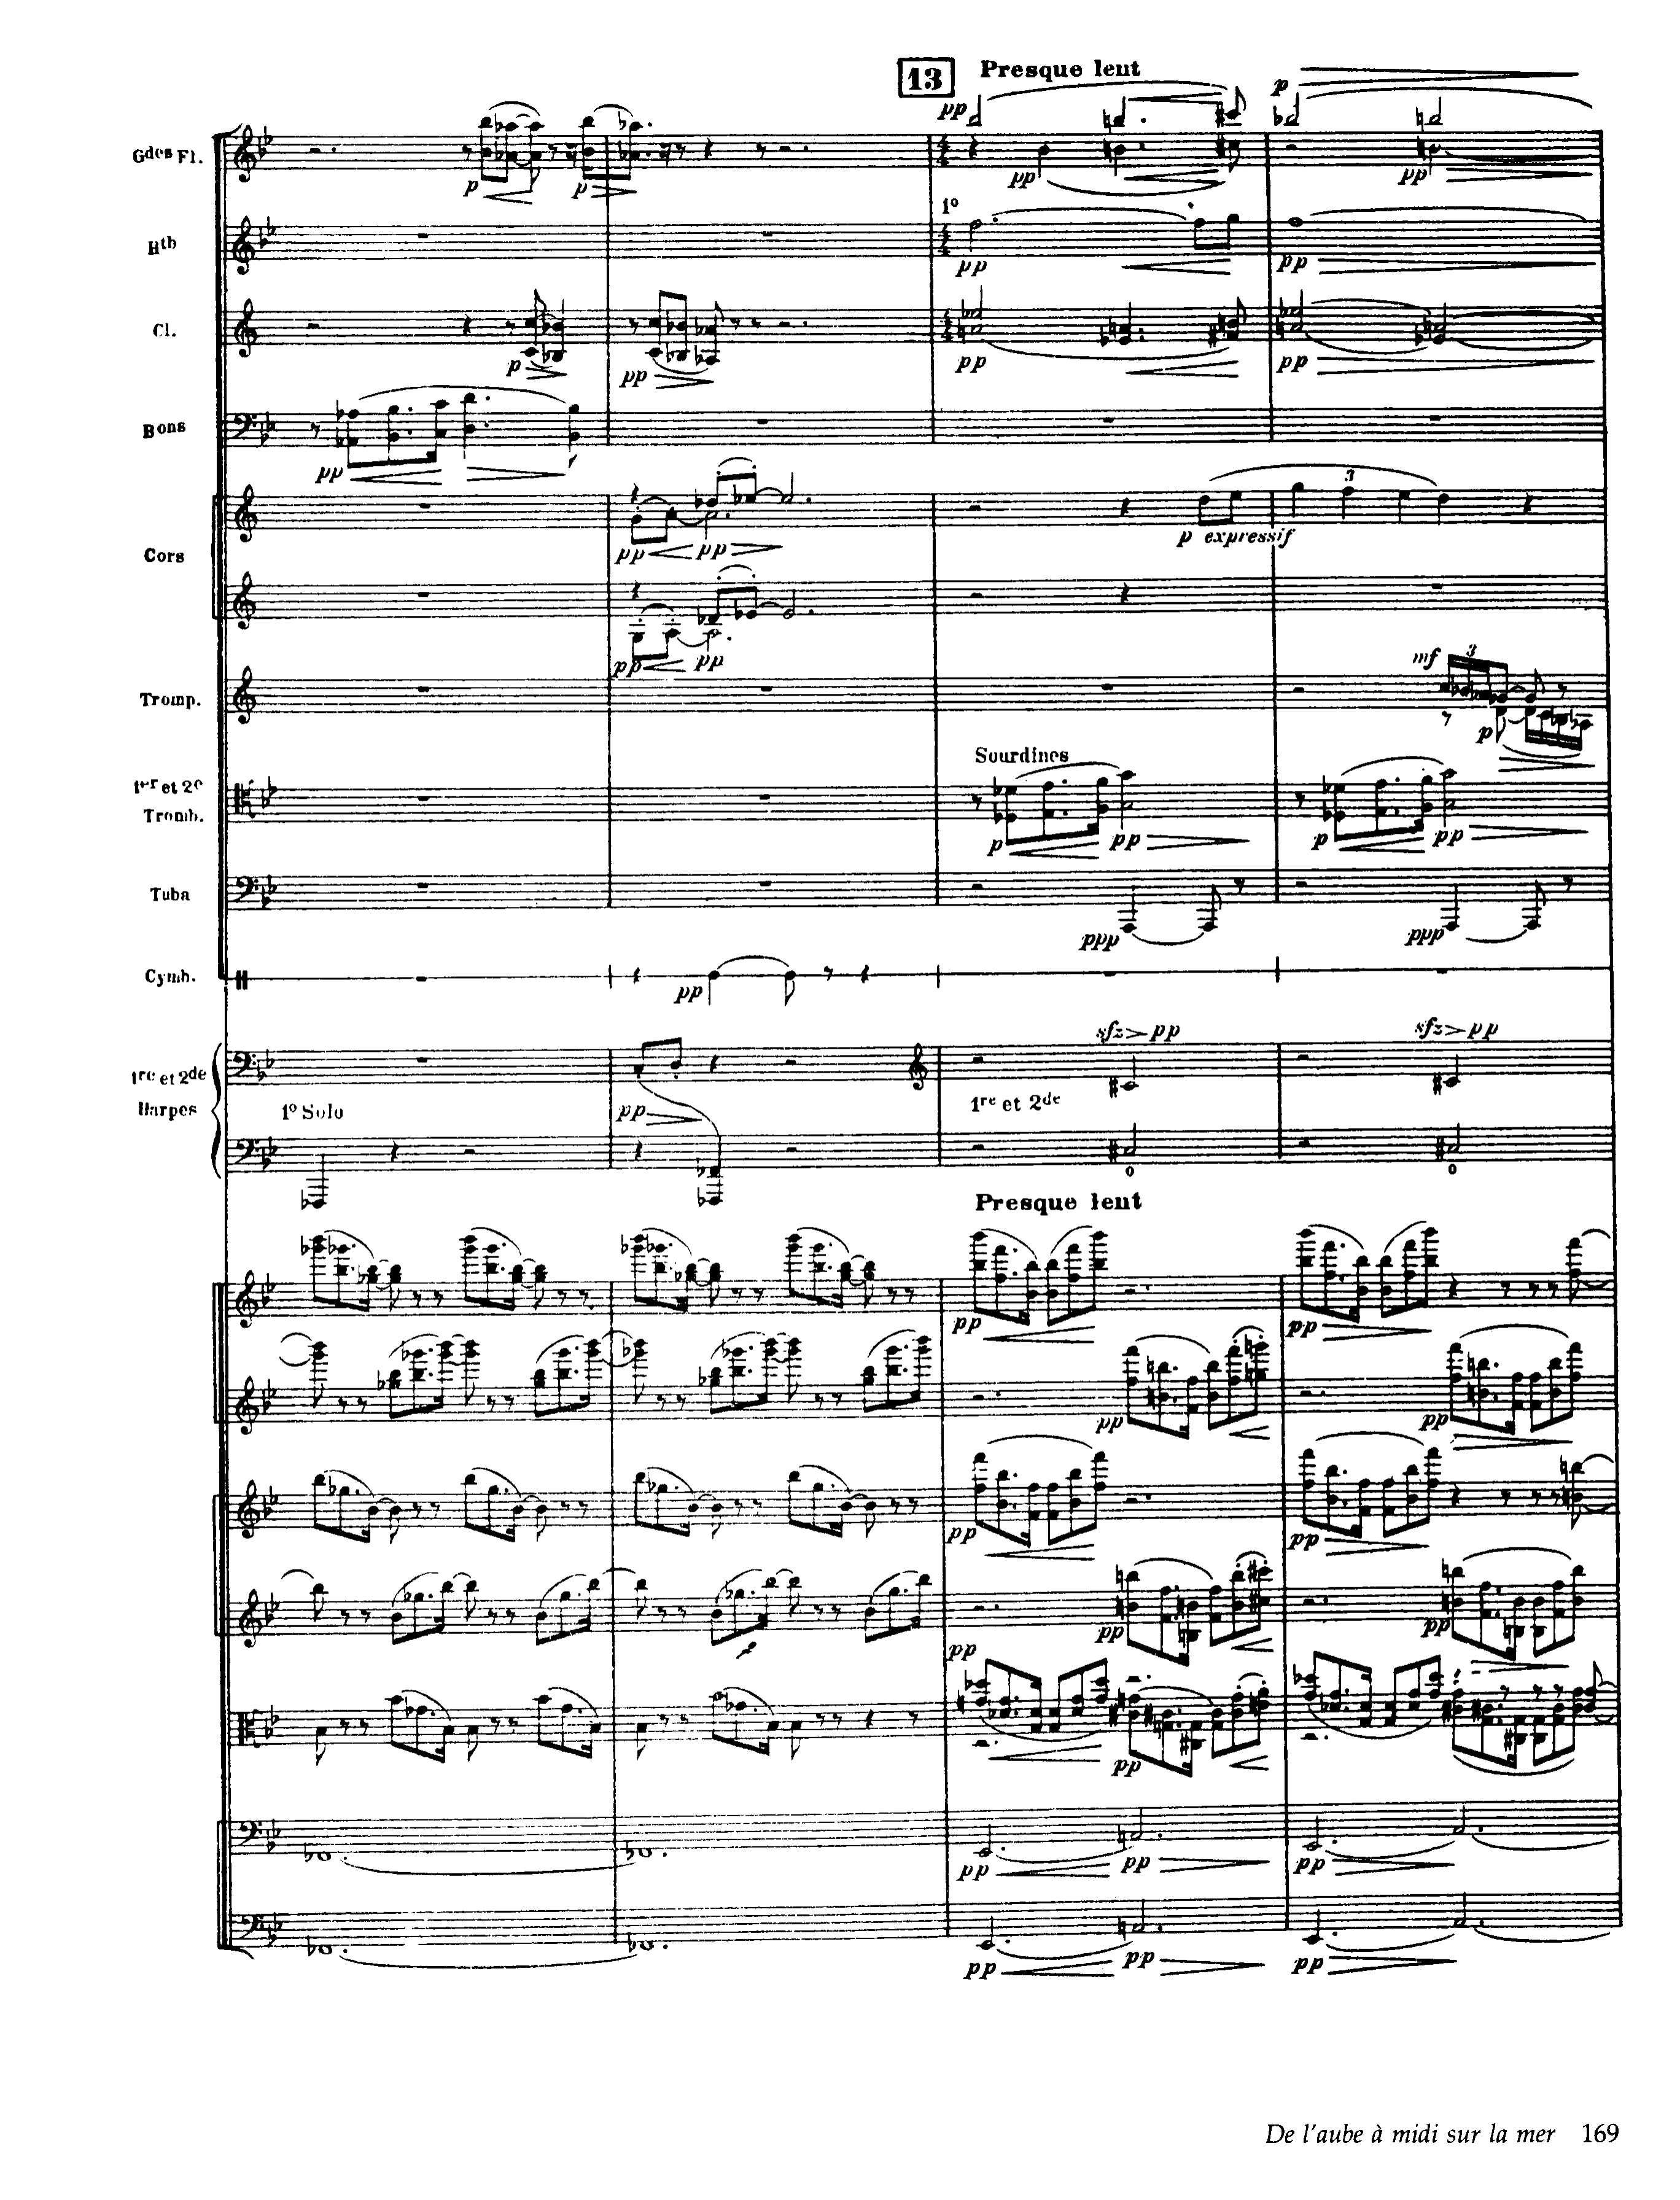 13 Presque lent
pp p
Gdes Fl.
p p pp pp
1º
Htb
pp pp
Cl.
p pp pp pp
Bons
pp
3
pp pp p expressif
Cors
pp pp
mf 3
Tromp.
p
Sourdines
1er et 2e
Tromb.
p pp p pp
Tuba
ppp ppp
Cymb.
pp
sfz > pp sfz > pp
1re et 2de
Harpes
1º Solo pp 1re et 2de
Presque lent
pp pp
pp pp
pp pp
pp pp
pp
pp
pp pp pp
pp pp pp
De l'aube à midi sur la mer 169